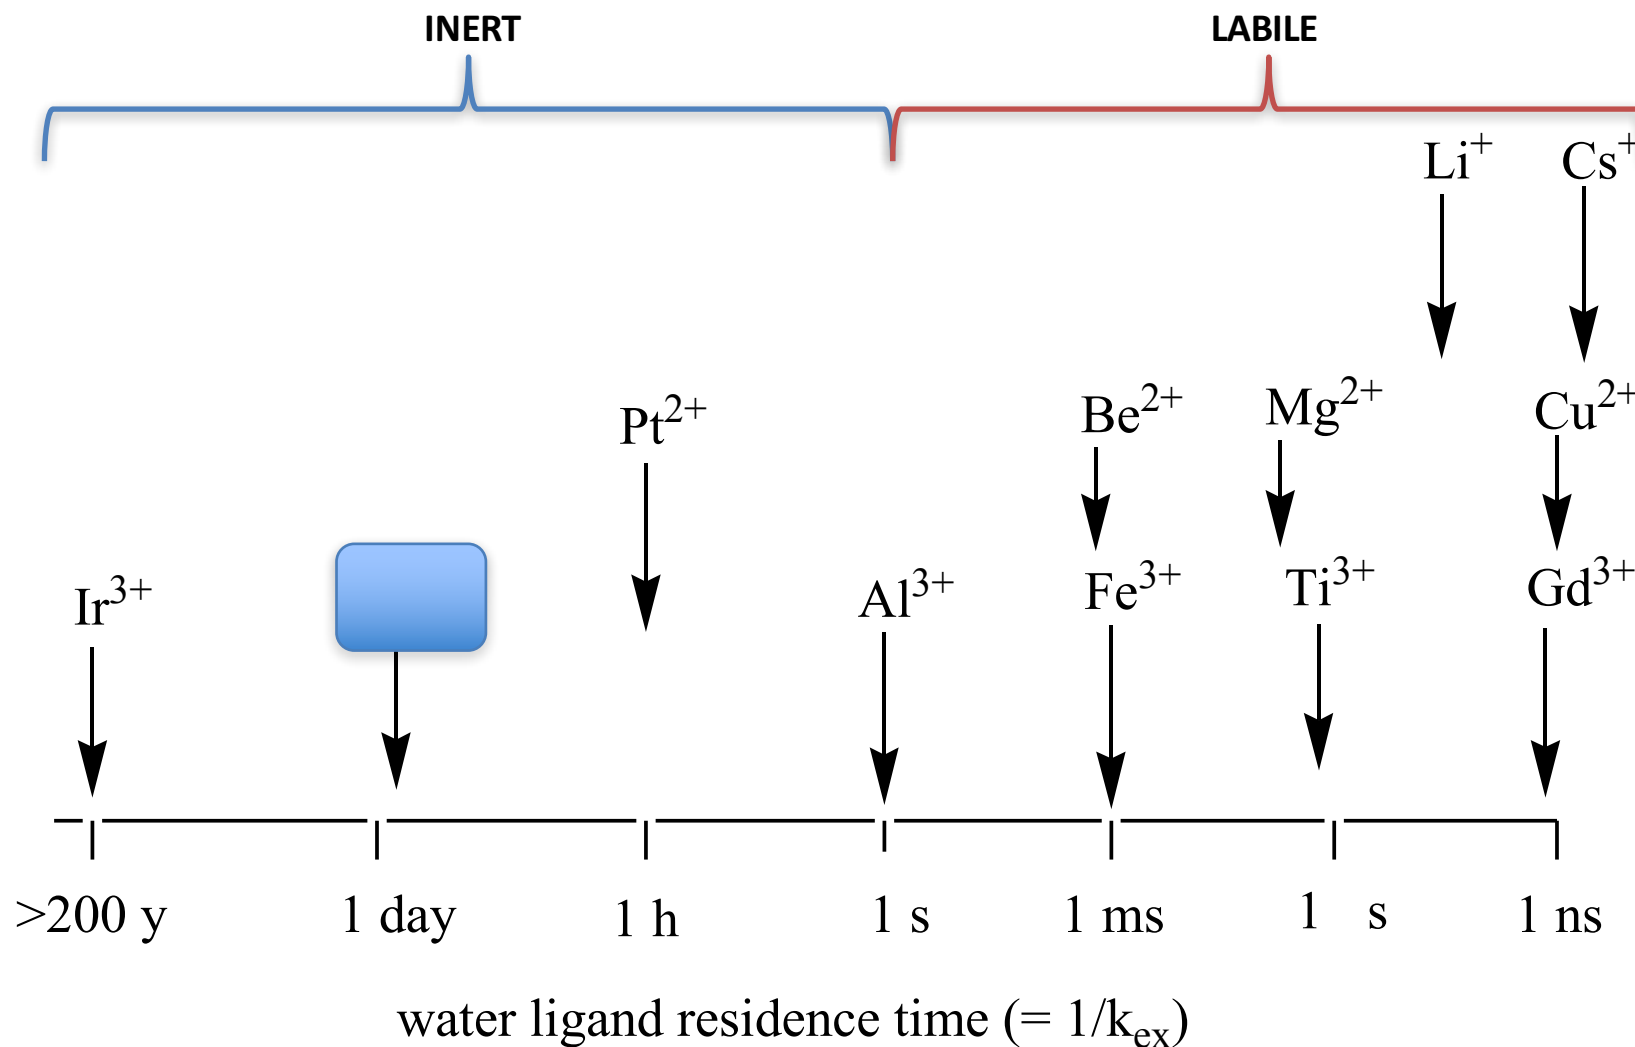 INERT LABILE
Li⁺ Cs⁺
Pt²⁺ Be²⁺ Mg²⁺ Cu²⁺
Ir³⁺ Al³⁺ Fe³⁺ Ti³⁺ Gd³⁺
>200 y 1 day 1 h 1 s 1 ms 1 s 1 ns
water ligand residence time (= 1/kₑₓ)